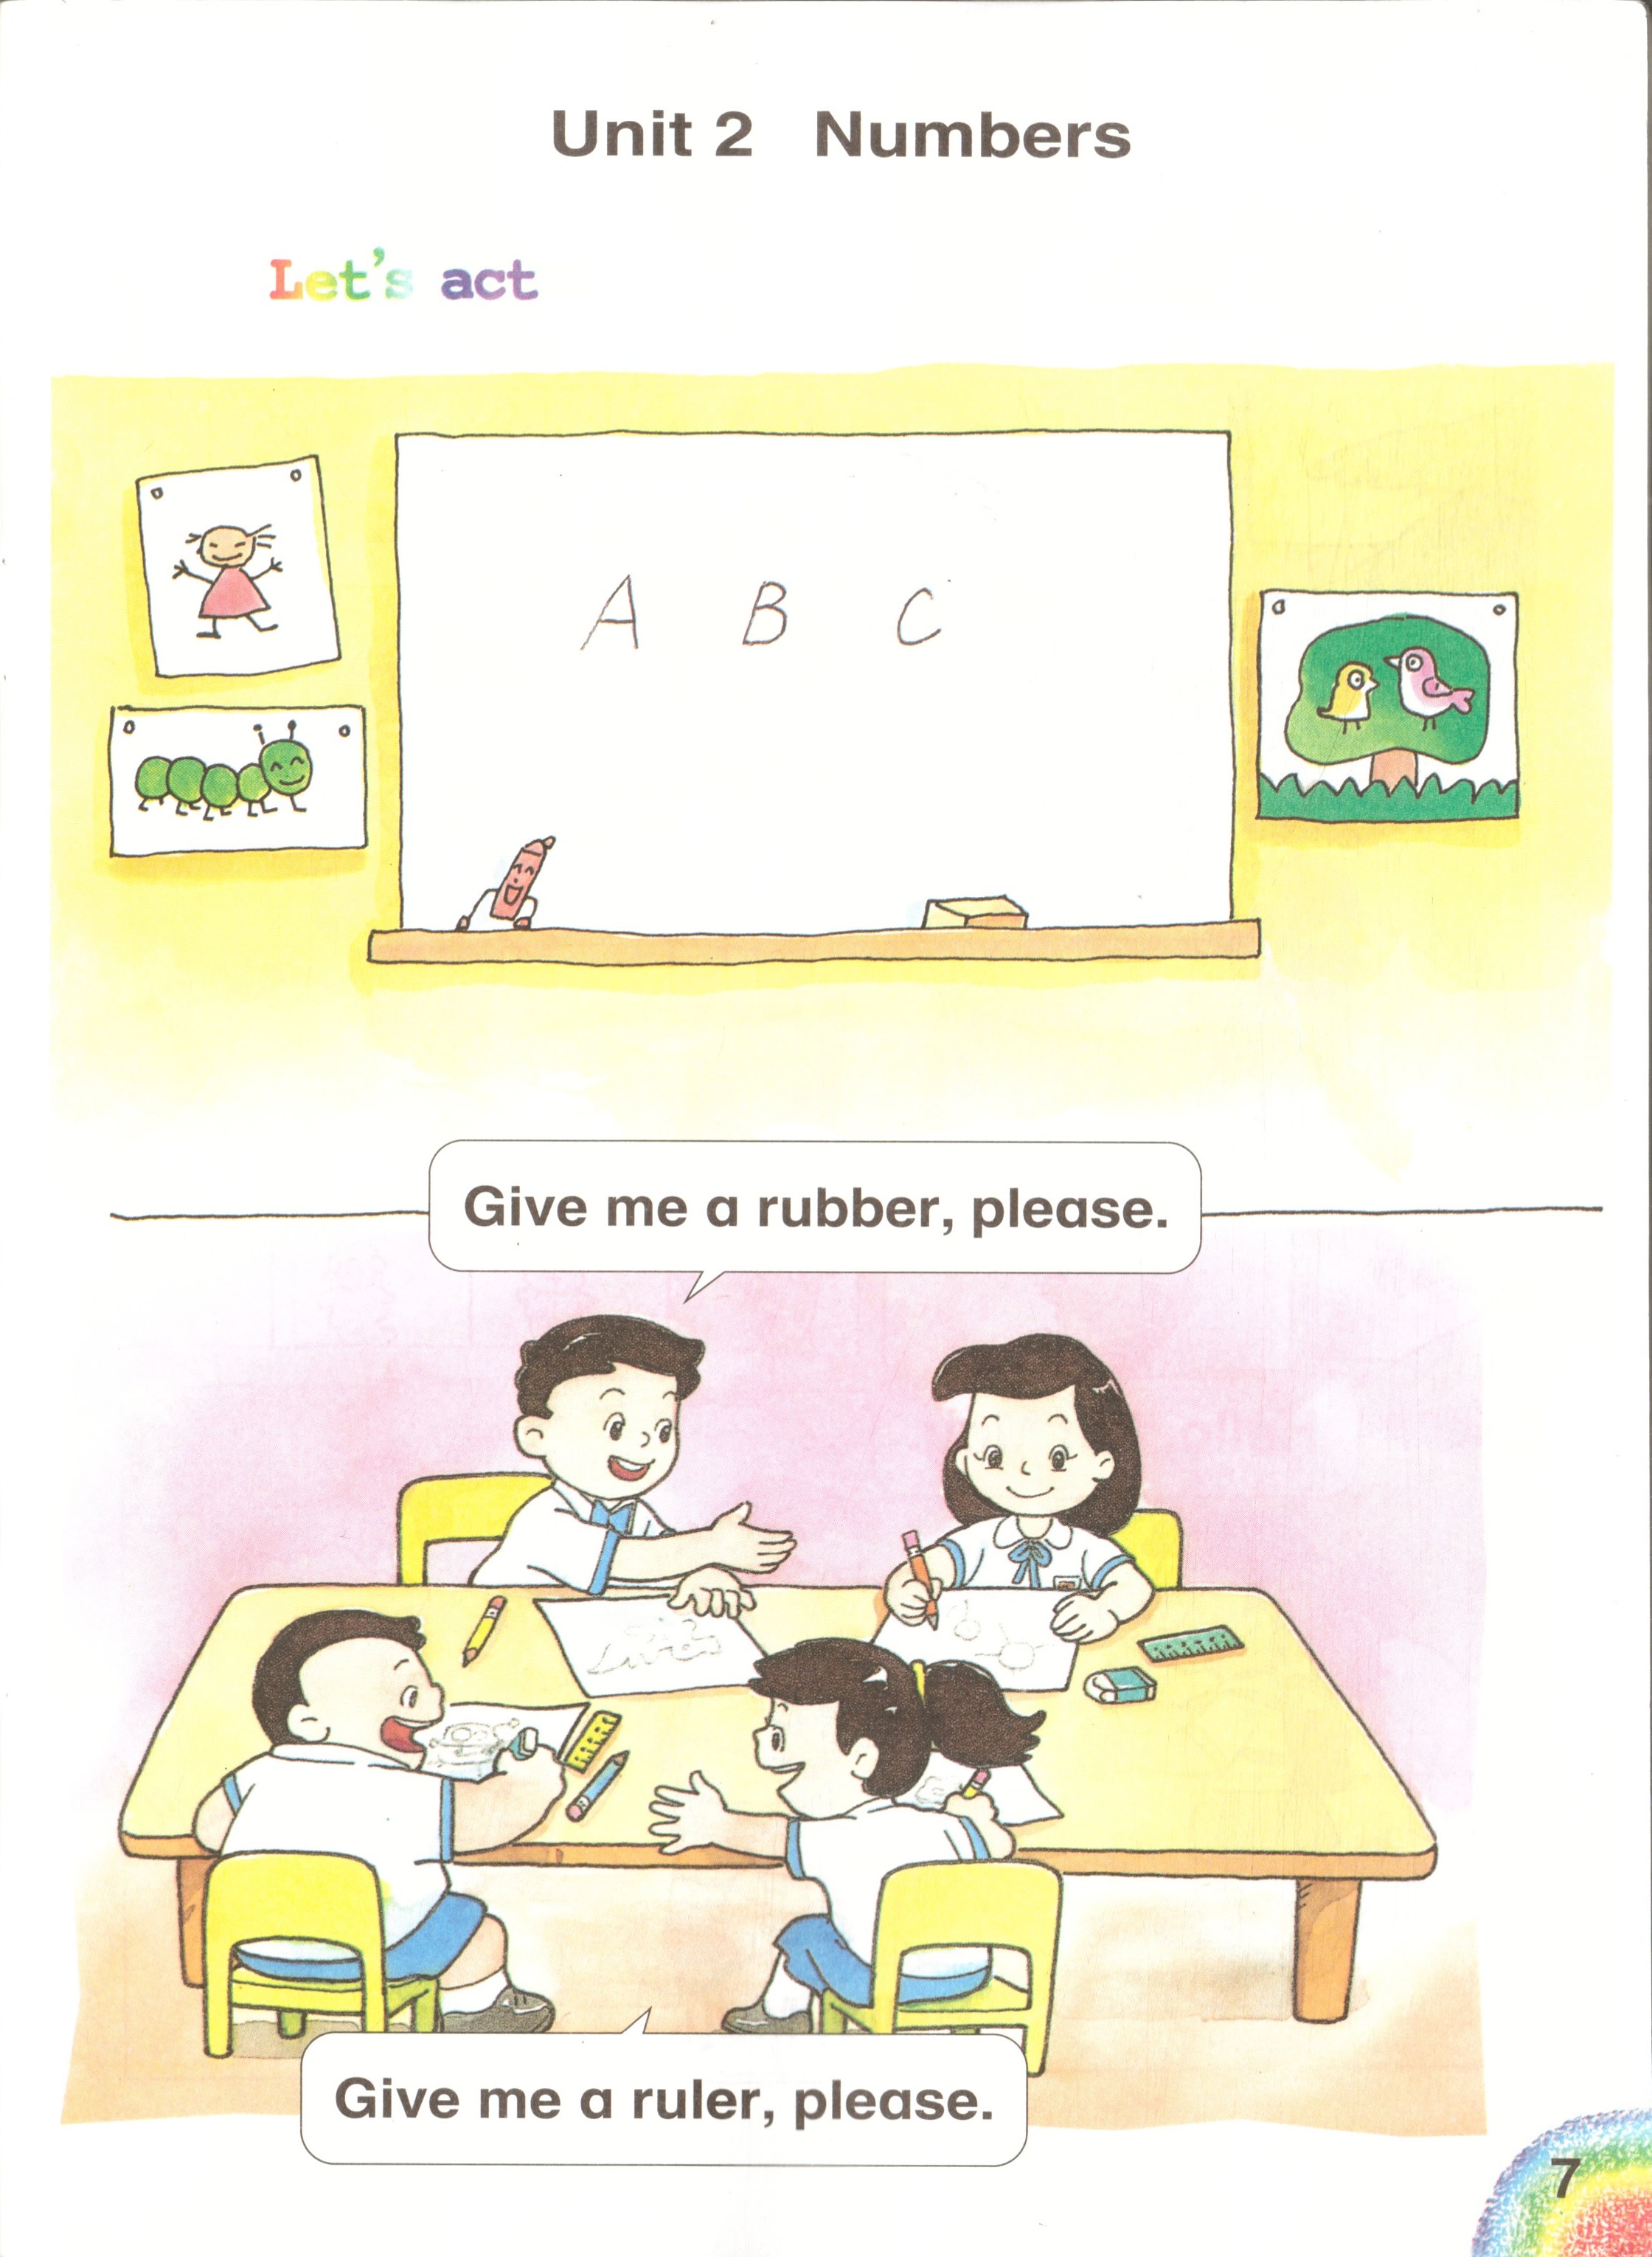 Unit 2 Numbers
Let's act
A B C
Give me a rubber, please.
Give me a ruler, please.
7